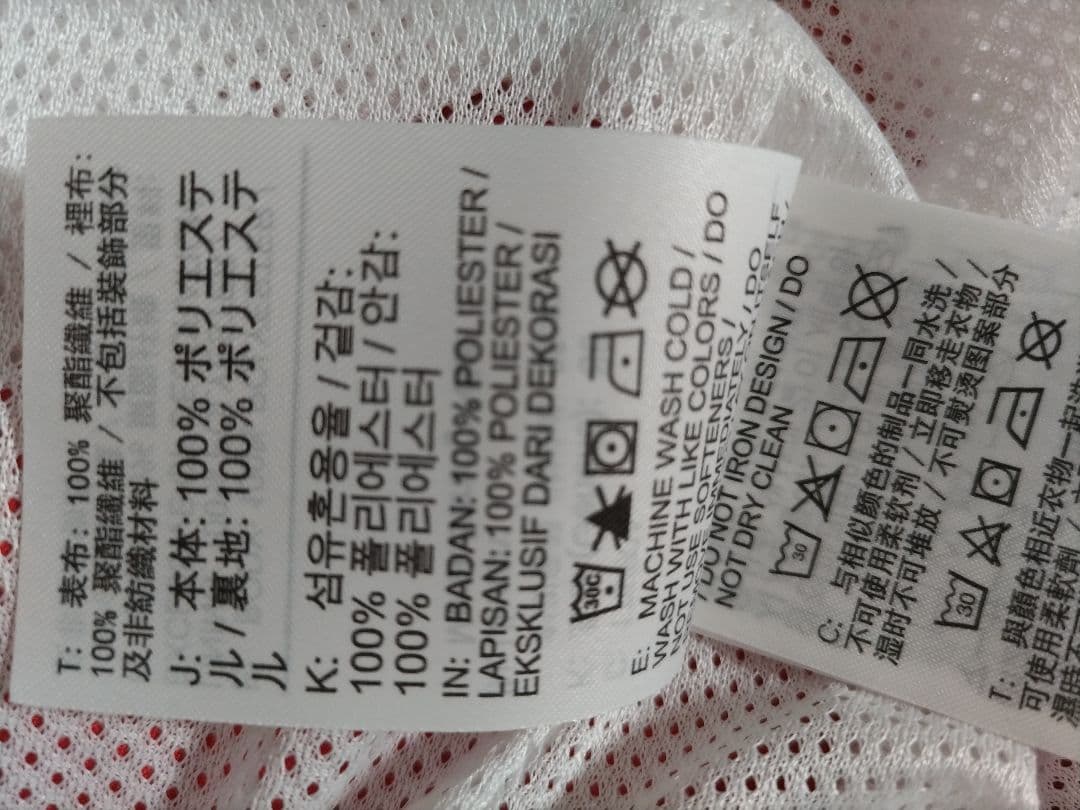 T: 表布: 100% 聚酯纖維 / 裡布:
100% 聚酯纖維 / 不包括裝飾部分
及非紡織材料
J: 本体: 100% ポリエステ
ル / 裏地: 100% ポリエステ
ル
K: 섬유혼용율 / 겉감:
100% 폴리에스터 / 안감:
100% 폴리에스터
IN: BADAN: 100% POLIESTER /
LAPISAN: 100% POLIESTER /
EKSKLUSIF DARI DEKORASI
30C
E: MACHINE WASH COLD /
WASH WITH LIKE COLORS / DO
NOT USE SOFTENERS /
DO NOT IRON DESIGN / DO
NOT DRY CLEAN
30
C: 与相似颜色的制品一同水洗 /
不可使用柔软剂 / 立即移走衣物 /
湿时不可堆放 / 不可熨烫图案部分
30
T: 與顏色相近衣物一起
可使用柔軟劑 /
濕時不